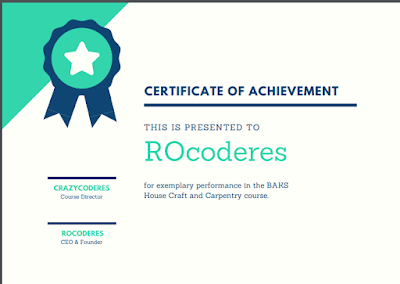 CERTIFICATE OF ACHIEVEMENT
THIS IS PRESENTED TO
ROcoderes
for exemplary performance in the BAKS
House Craft and Carpentry course.
CRAZYCODERES
Course Director
ROCODERES
CEO & Founder